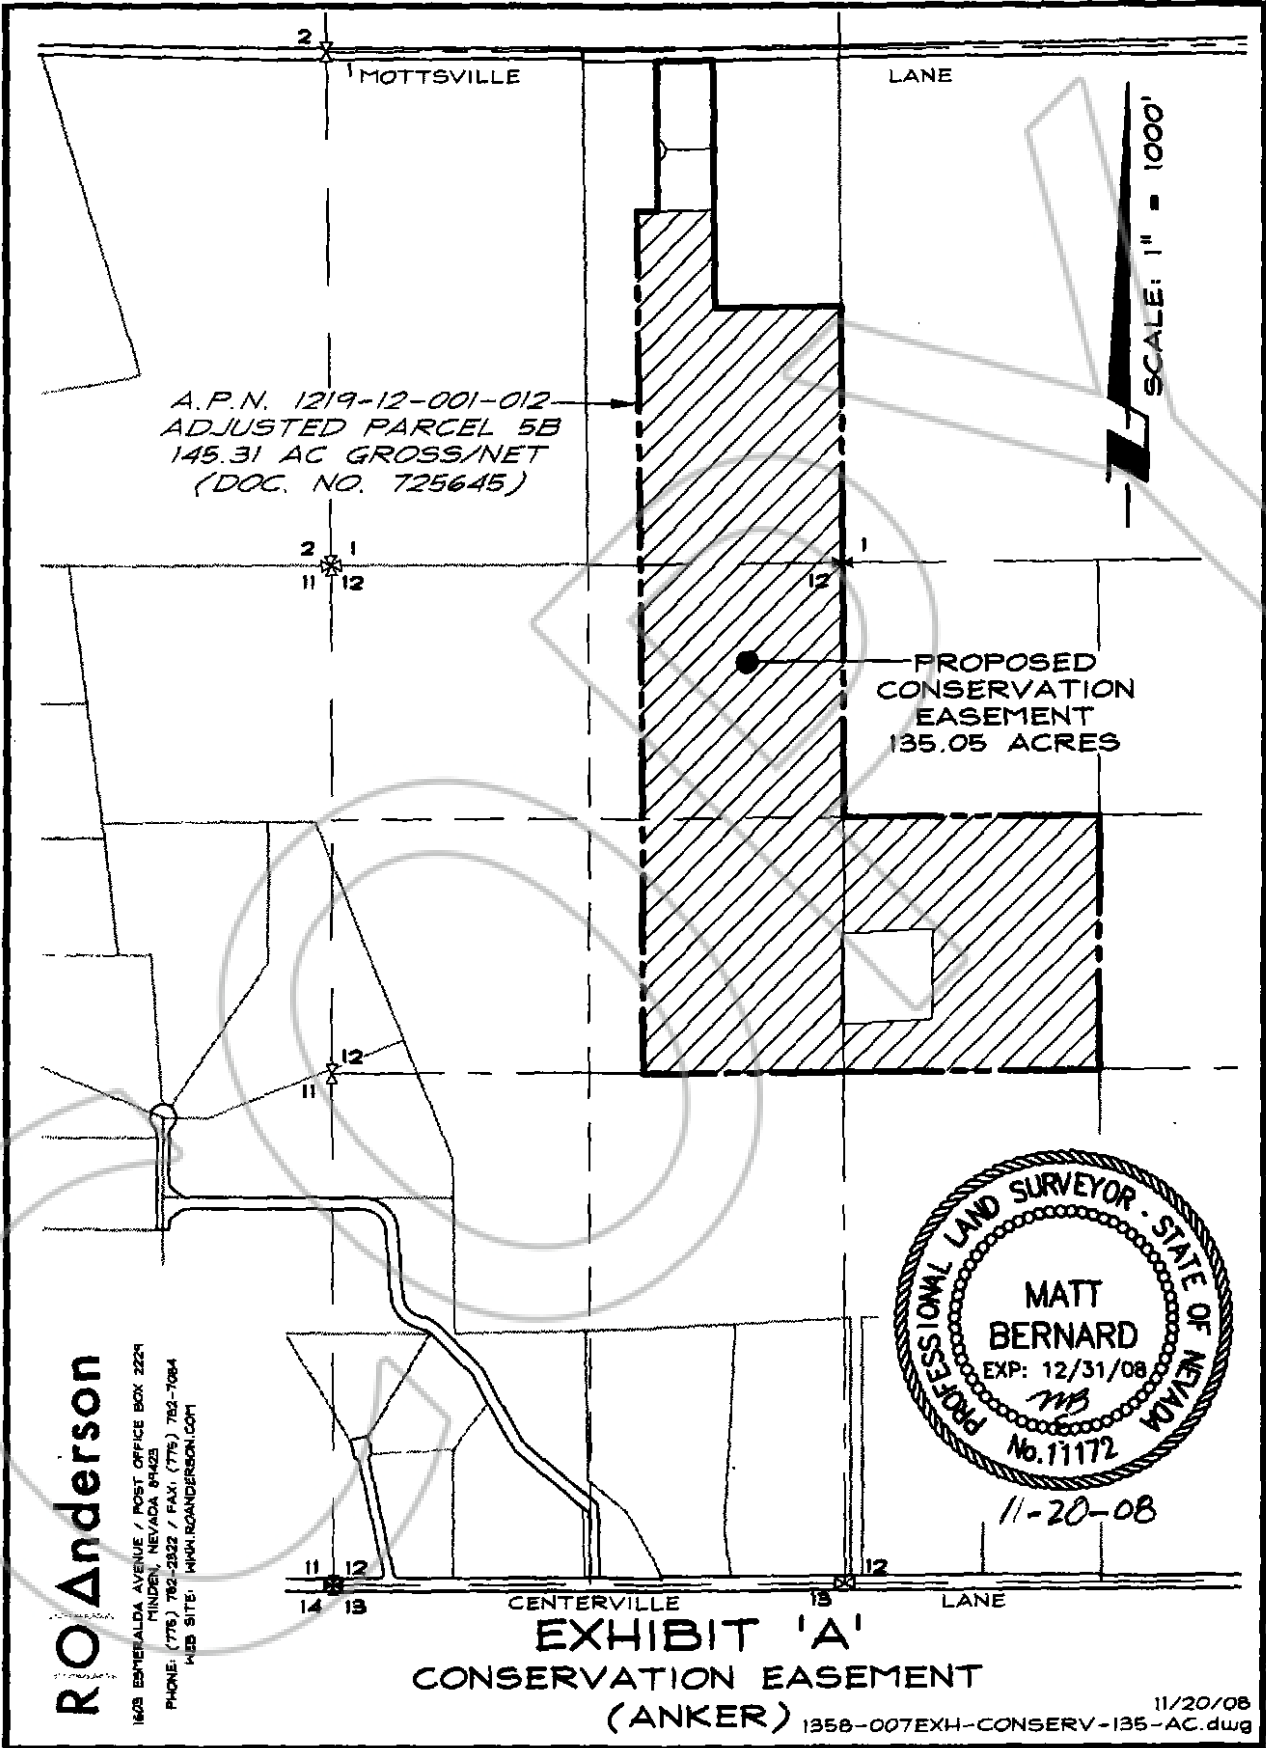 2
1 MOTTSVILLE LANE
SCALE: 1" = 1000'
A.P.N. 1219-12-001-012
ADJUSTED PARCEL 5B
145.31 AC GROSS/NET
(DOC. NO. 725645)
2 1
11 12
1
12
PROPOSED
CONSERVATION
EASEMENT
135.05 ACRES
12
11
PROFESSIONAL LAND SURVEYOR - STATE OF NEVADA
MATT
BERNARD
EXP: 12/31/08
MB
No. 11172
11-20-08
RO Anderson
1603 ESMERALDA AVENUE / POST OFFICE BOX 2229
MINDEN, NEVADA 89423
PHONE: (775) 782-2322 / FAX: (775) 782-7084
WEB SITE: WWW.ROANDERSON.COM
11 12
14 13
12
13
CENTERVILLE LANE
EXHIBIT 'A'
CONSERVATION EASEMENT
(ANKER)
11/20/08
1358-007EXH-CONSERV-135-AC.dwg
COPY